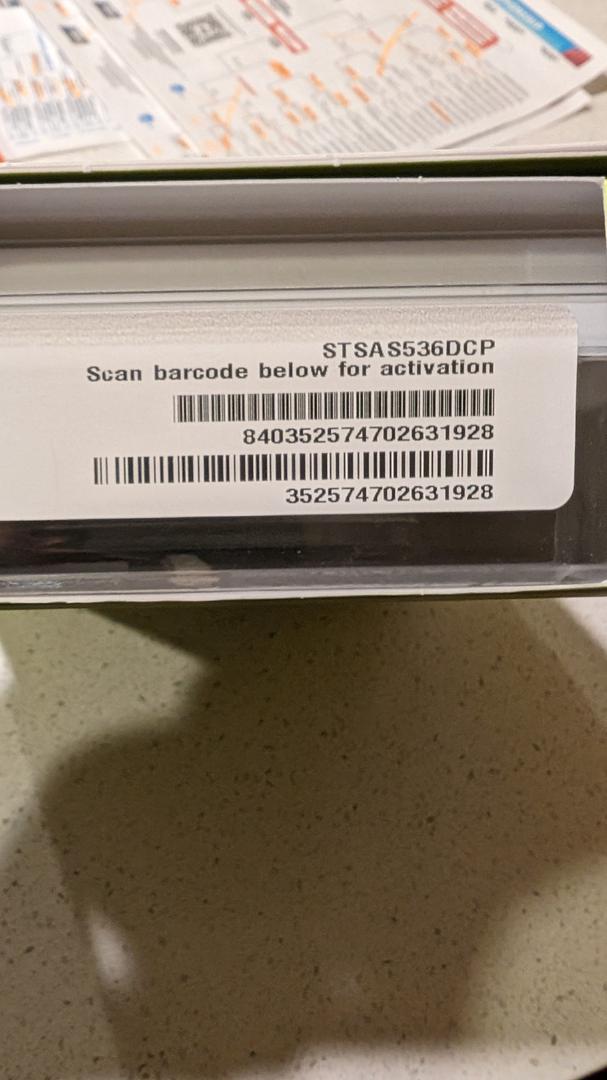 STSAS536DCP
Scan barcode below for activation
840352574702631928
352574702631928